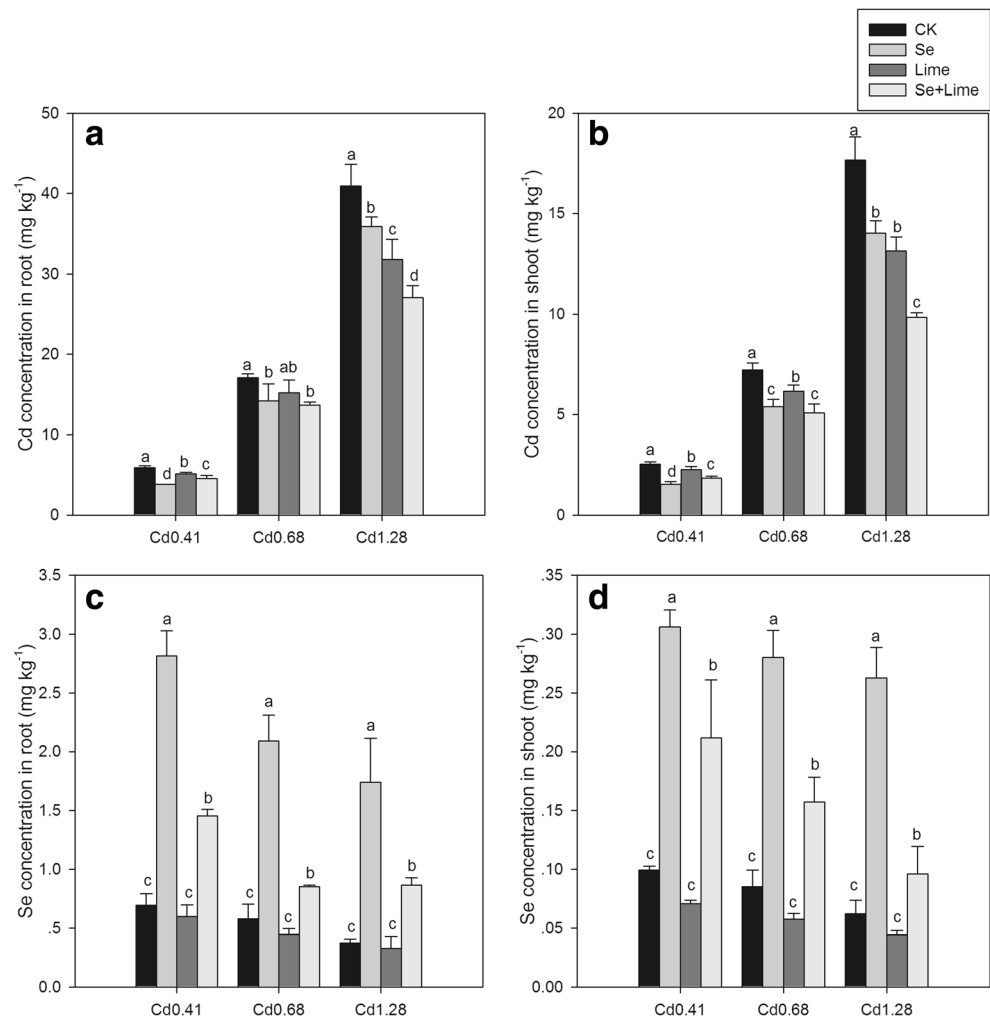 CK
Se
Lime
Se+Lime
a
Cd concentration in root (mg kg⁻¹)
50
40
30
20
10
0
a d b c
a b ab b
a b c d
Cd0.41 Cd0.68 Cd1.28
b
Cd concentration in shoot (mg kg⁻¹)
20
15
10
5
0
a d b c
a c b c
a b b c
Cd0.41 Cd0.68 Cd1.28
c
Se concentration in root (mg kg⁻¹)
3.5
3.0
2.5
2.0
1.5
1.0
.5
0
c a c b
c a c b
c a c b
Cd0.41 Cd0.68 Cd1.28
d
Se concentration in shoot (mg kg⁻¹)
.35
.30
.25
.20
.15
.10
.05
0.00
c a c b
c a c b
c a c b
Cd0.41 Cd0.68 Cd1.28